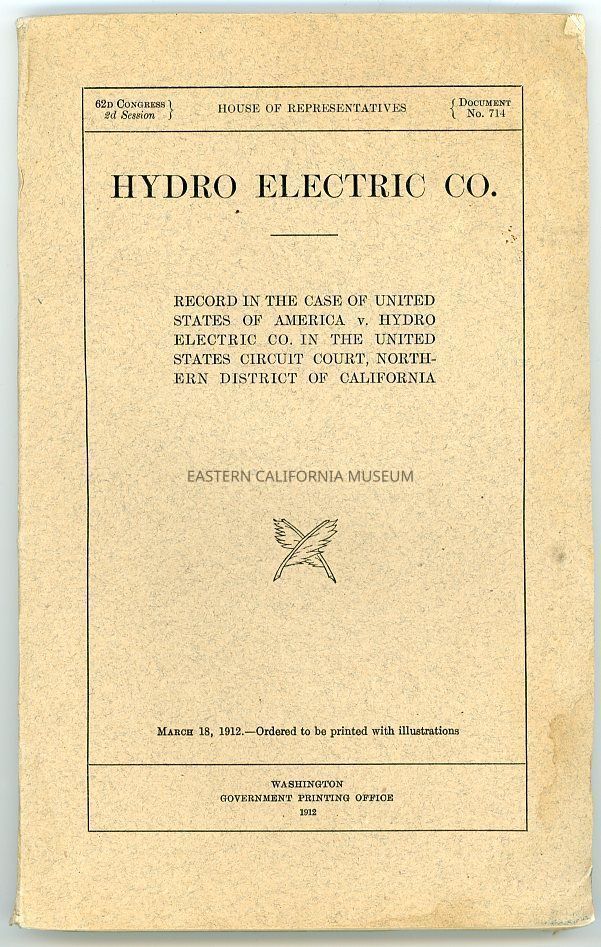 62D CONGRESS } HOUSE OF REPRESENTATIVES { DOCUMENT
2d Session } { No. 714
HYDRO ELECTRIC CO.
RECORD IN THE CASE OF UNITED
STATES OF AMERICA v. HYDRO
ELECTRIC CO. IN THE UNITED
STATES CIRCUIT COURT, NORTH-
ERN DISTRICT OF CALIFORNIA
EASTERN CALIFORNIA MUSEUM
MARCH 18, 1912.—Ordered to be printed with illustrations
WASHINGTON
GOVERNMENT PRINTING OFFICE
1912